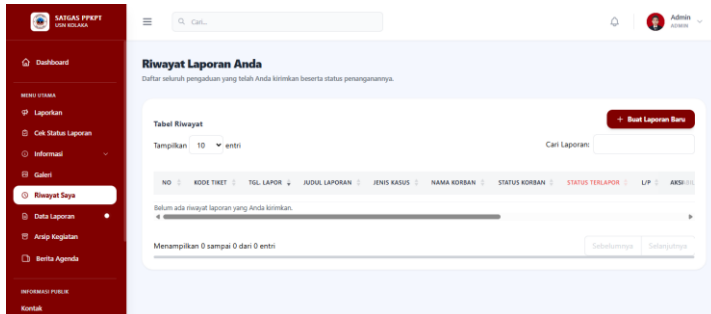 SATGAS PPKPT
USN KOLAKA
Cari...
Admin
ADMIN
Dashboard
MENU UTAMA
Laporkan
Cek Status Laporan
Informasi
Galeri
Riwayat Saya
Data Laporan
Arsip Kegiatan
Berita Agenda
INFORMASI PUBLIK
Kontak
Riwayat Laporan Anda
Daftar seluruh pengaduan yang telah Anda kirimkan beserta status penanganannya.
Tabel Riwayat
+ Buat Laporan Baru
Tampilkan 10 entri
Cari Laporan:
NO KODE TIKET TGL. LAPOR JUDUL LAPORAN JENIS KASUS NAMA KORBAN STATUS KORBAN STATUS TERLAPOR L/P AKSI
Belum ada riwayat laporan yang Anda kirimkan.
Menampilkan 0 sampai 0 dari 0 entri
Sebelumnya Selanjutnya